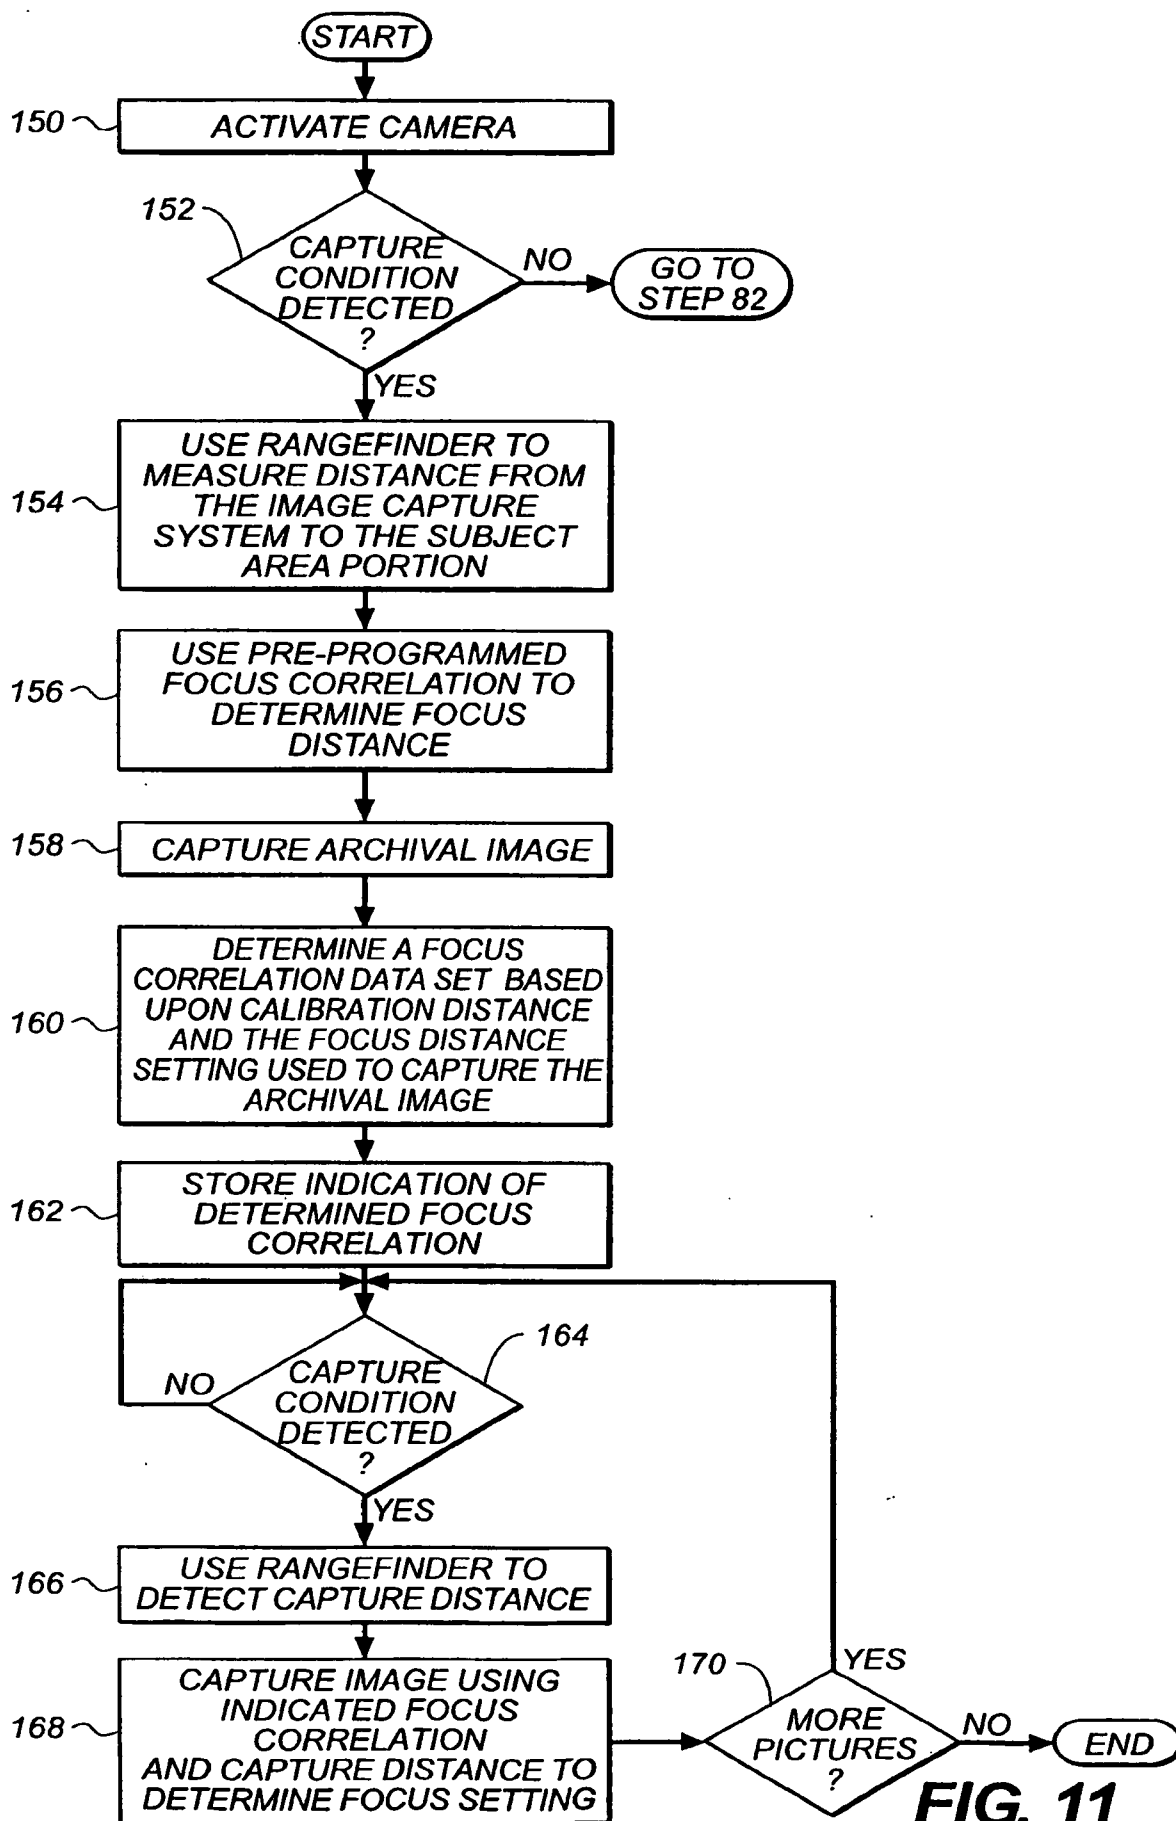 START
150
ACTIVATE CAMERA
152
CAPTURE
CONDITION
DETECTED
?
NO
GO TO
STEP 82
YES
154
USE RANGEFINDER TO
MEASURE DISTANCE FROM
THE IMAGE CAPTURE
SYSTEM TO THE SUBJECT
AREA PORTION
156
USE PRE-PROGRAMMED
FOCUS CORRELATION TO
DETERMINE FOCUS
DISTANCE
158
CAPTURE ARCHIVAL IMAGE
160
DETERMINE A FOCUS
CORRELATION DATA SET BASED
UPON CALIBRATION DISTANCE
AND THE FOCUS DISTANCE
SETTING USED TO CAPTURE THE
ARCHIVAL IMAGE
162
STORE INDICATION OF
DETERMINED FOCUS
CORRELATION
164
CAPTURE
CONDITION
DETECTED
?
NO
YES
166
USE RANGEFINDER TO
DETECT CAPTURE DISTANCE
168
CAPTURE IMAGE USING
INDICATED FOCUS
CORRELATION
AND CAPTURE DISTANCE TO
DETERMINE FOCUS SETTING
170
YES
MORE
PICTURES
?
NO
END
FIG. 11